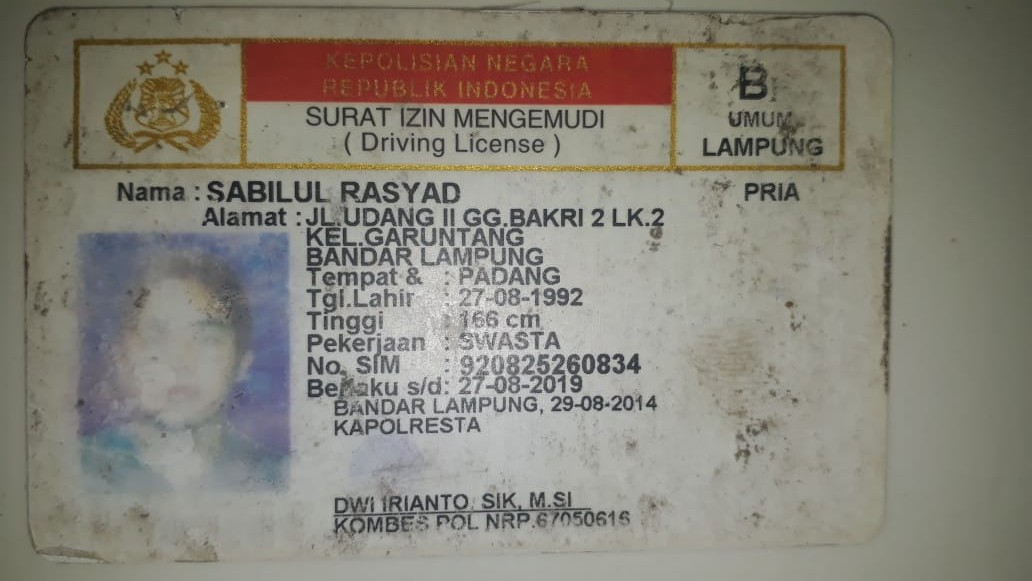 KEPOLISIAN NEGARA
REPUBLIK INDONESIA
SURAT IZIN MENGEMUDI
( Driving License )
B
UMUM
LAMPUNG
Nama : SABILUL RASYAD
PRIA
Alamat : JL.UDANG II GG.BAKRI 2 LK.2
KEL.GARUNTANG
BANDAR LAMPUNG
Tempat & : PADANG
Tgl.Lahir : 27-08-1992
Tinggi : 166 cm
Pekerjaan : SWASTA
No. SIM : 920825260834
Berlaku s/d: 27-08-2019
BANDAR LAMPUNG, 29-08-2014
KAPOLRESTA
DWI IRIANTO, SIK, M.SI
KOMBES POL NRP.67050616